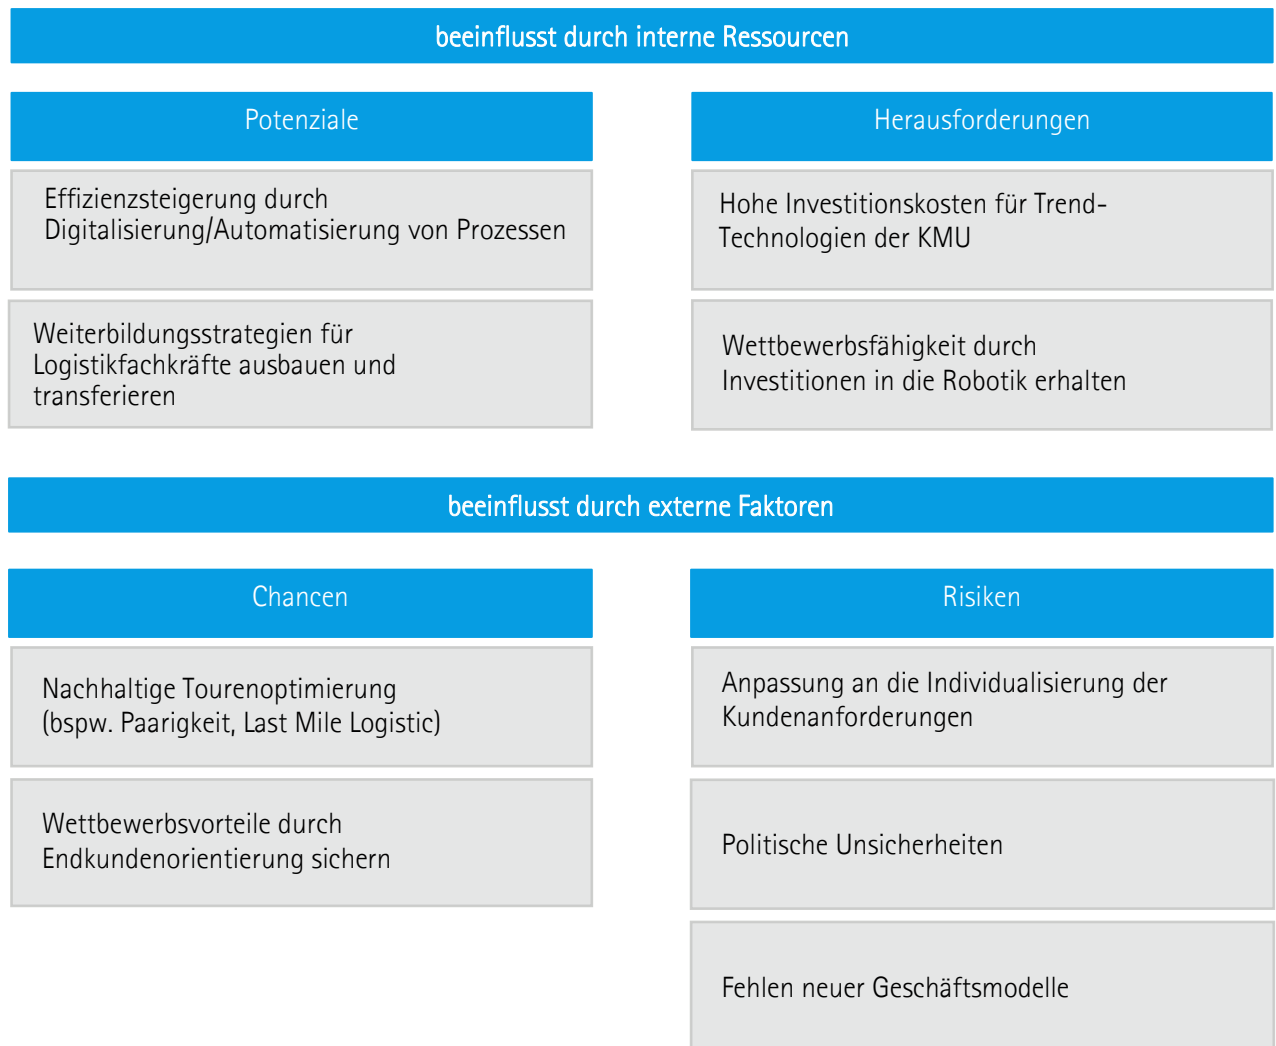 beeinflusst durch interne Ressourcen
Potenziale
Effizienzsteigerung durch
Digitalisierung/Automatisierung von Prozessen
Weiterbildungsstrategien für
Logistikfachkräfte ausbauen und
transferieren
Herausforderungen
Hohe Investitionskosten für Trend-
Technologien der KMU
Wettbewerbsfähigkeit durch
Investitionen in die Robotik erhalten
beeinflusst durch externe Faktoren
Chancen
Nachhaltige Tourenoptimierung
(bspw. Paarigkeit, Last Mile Logistic)
Wettbewerbsvorteile durch
Endkundenorientierung sichern
Risiken
Anpassung an die Individualisierung der
Kundenanforderungen
Politische Unsicherheiten
Fehlen neuer Geschäftsmodelle